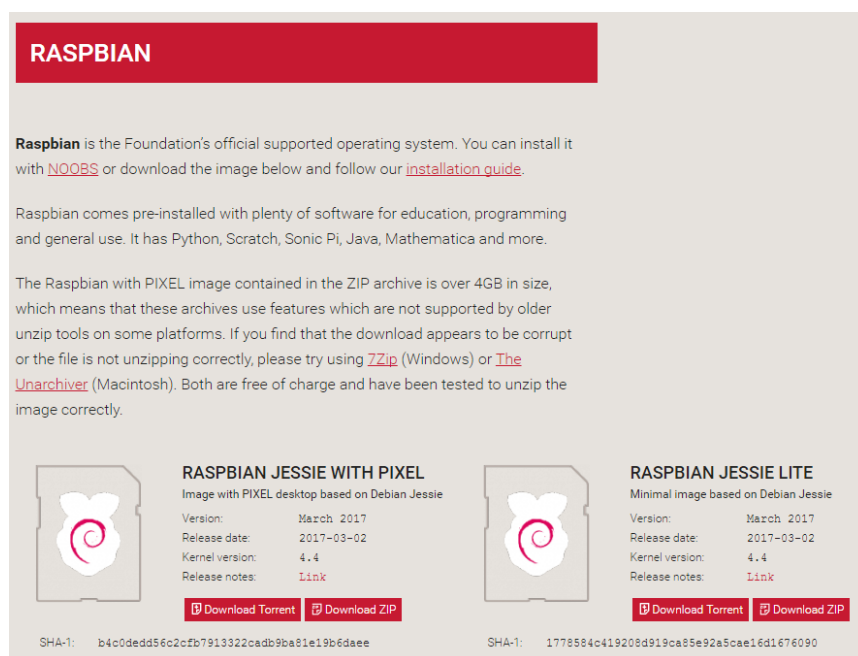 RASPBIAN
Raspbian is the Foundation's official supported operating system. You can install it
with NOOBS or download the image below and follow our installation guide.
Raspbian comes pre-installed with plenty of software for education, programming
and general use. It has Python, Scratch, Sonic Pi, Java, Mathematica and more.
The Raspbian with PIXEL image contained in the ZIP archive is over 4GB in size,
which means that these archives use features which are not supported by older
unzip tools on some platforms. If you find that the download appears to be corrupt
or the file is not unzipping correctly, please try using 7Zip (Windows) or The
Unarchiver (Macintosh). Both are free of charge and have been tested to unzip the
image correctly.
RASPBIAN JESSIE WITH PIXEL
Image with PIXEL desktop based on Debian Jessie
Version: March 2017
Release date: 2017-03-02
Kernel version: 4.4
Release notes: Link
Download Torrent Download ZIP
SHA-1: b4c0dedd56c2cfb7913322cadb9ba81e19b6daee
RASPBIAN JESSIE LITE
Minimal image based on Debian Jessie
Version: March 2017
Release date: 2017-03-02
Kernel version: 4.4
Release notes: Link
Download Torrent Download ZIP
SHA-1: 1778584c419208d919ca85e92a5cae16d1676090